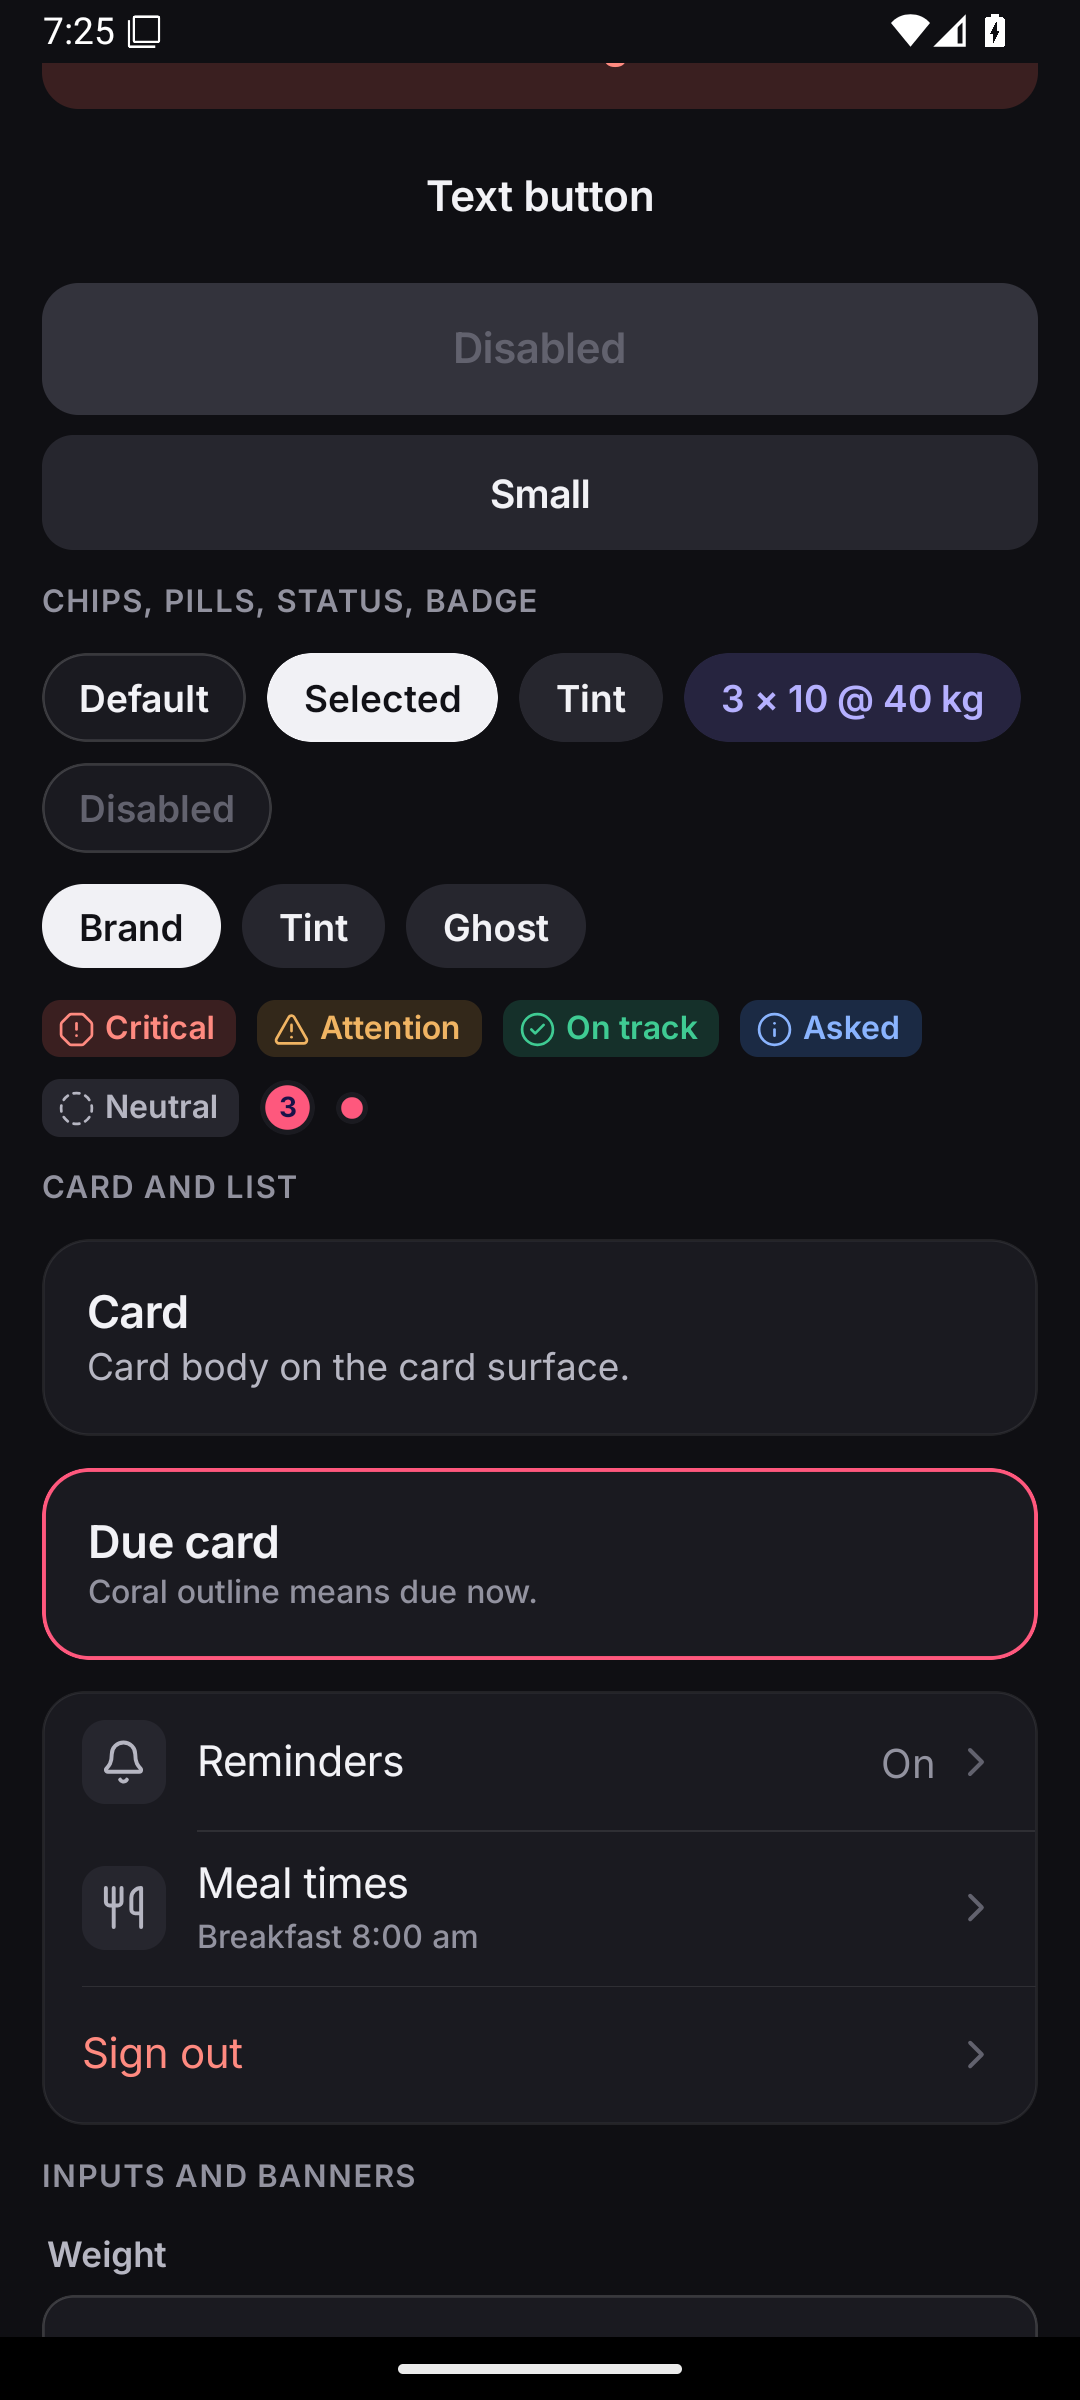 7:25
Text button
Disabled
Small
CHIPS, PILLS, STATUS, BADGE
Default Selected Tint 3 × 10 @ 40 kg
Disabled
Brand Tint Ghost
Critical Attention On track Asked
Neutral 3
CARD AND LIST
Card
Card body on the card surface.
Due card
Coral outline means due now.
Reminders On
Meal times
Breakfast 8:00 am
Sign out
INPUTS AND BANNERS
Weight